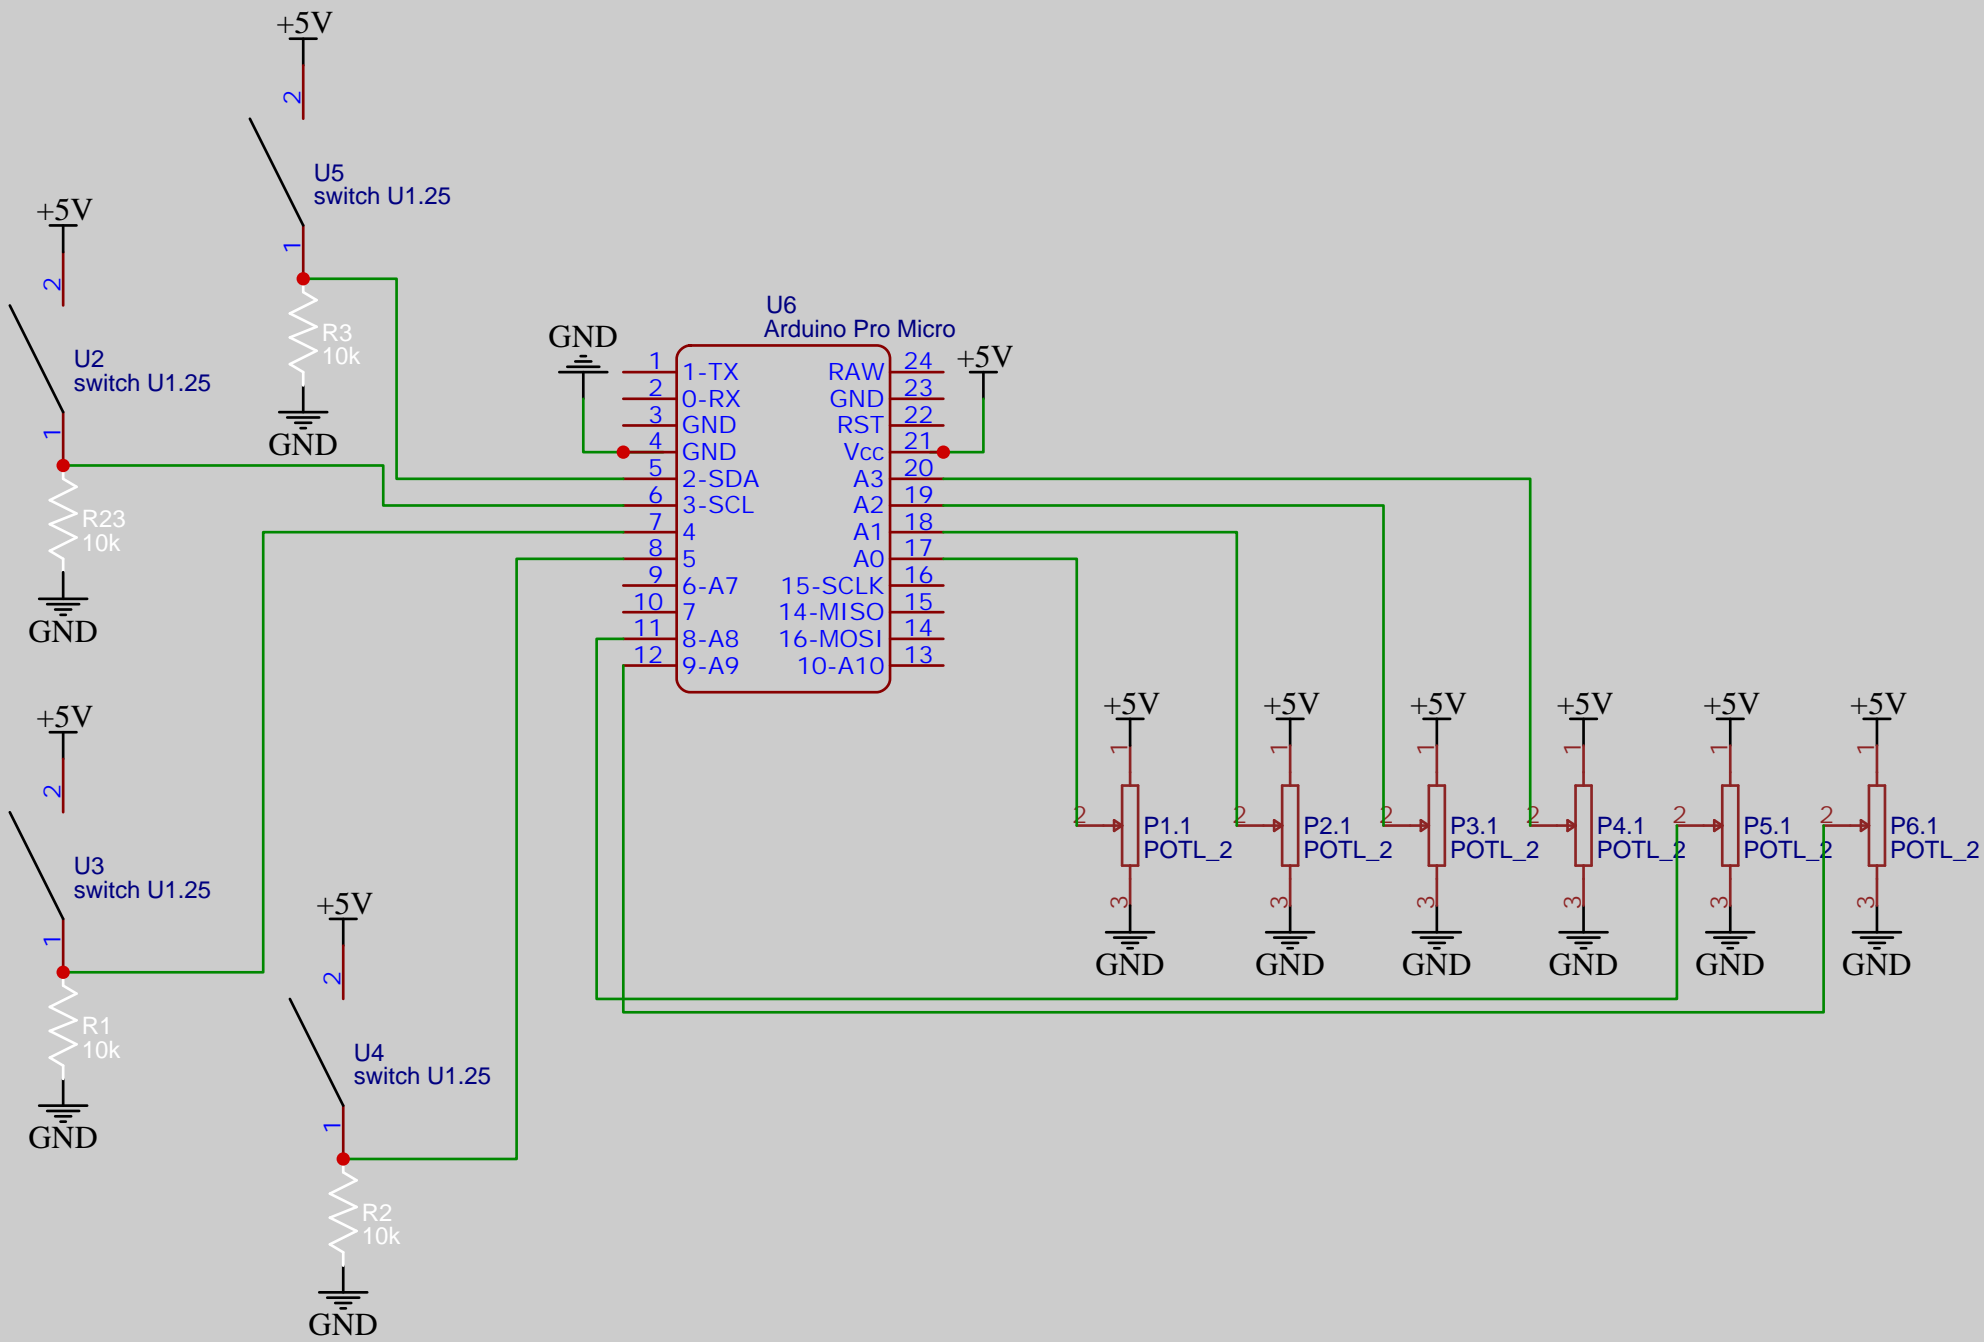 +5V
2
U5
switch U1.25
1
R3
10k
GND
+5V
2
U2
switch U1.25
1
R23
10k
GND
+5V
2
U3
switch U1.25
1
R1
10k
GND
+5V
2
U4
switch U1.25
1
R2
10k
GND
U6
Arduino Pro Micro
GND
+5V
1 1-TX RAW 24
2 0-RX GND 23
3 GND RST 22
4 GND Vcc 21
5 2-SDA A3 20
6 3-SCL A2 19
7 4 A1 18
8 5 A0 17
9 6-A7 15-SCLK 16
10 7 14-MISO 15
11 8-A8 16-MOSI 14
12 9-A9 10-A10 13
+5V
1
2
P1.1
POTL_2
3
GND
+5V
1
2
P2.1
POTL_2
3
GND
+5V
1
2
P3.1
POTL_2
3
GND
+5V
1
2
P4.1
POTL_2
3
GND
+5V
1
2
P5.1
POTL_2
3
GND
+5V
1
2
P6.1
POTL_2
3
GND